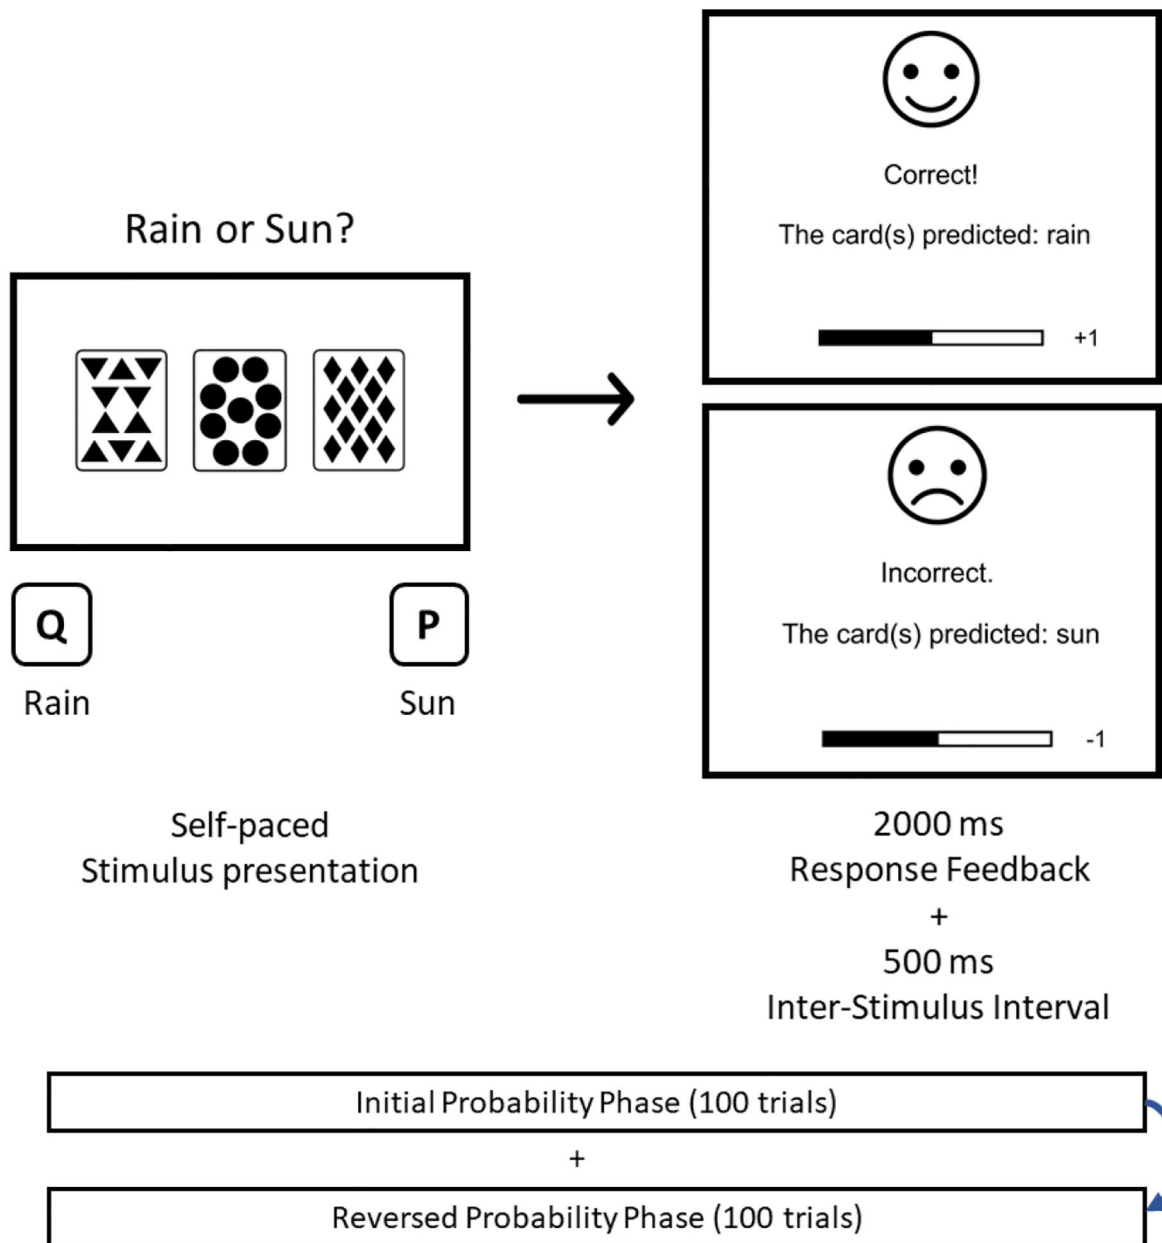 Rain or Sun?
Q
Rain
P
Sun
Self-paced
Stimulus presentation
Correct!
The card(s) predicted: rain
+1
Incorrect.
The card(s) predicted: sun
-1
2000 ms
Response Feedback
+
500 ms
Inter-Stimulus Interval
Initial Probability Phase (100 trials)
+
Reversed Probability Phase (100 trials)